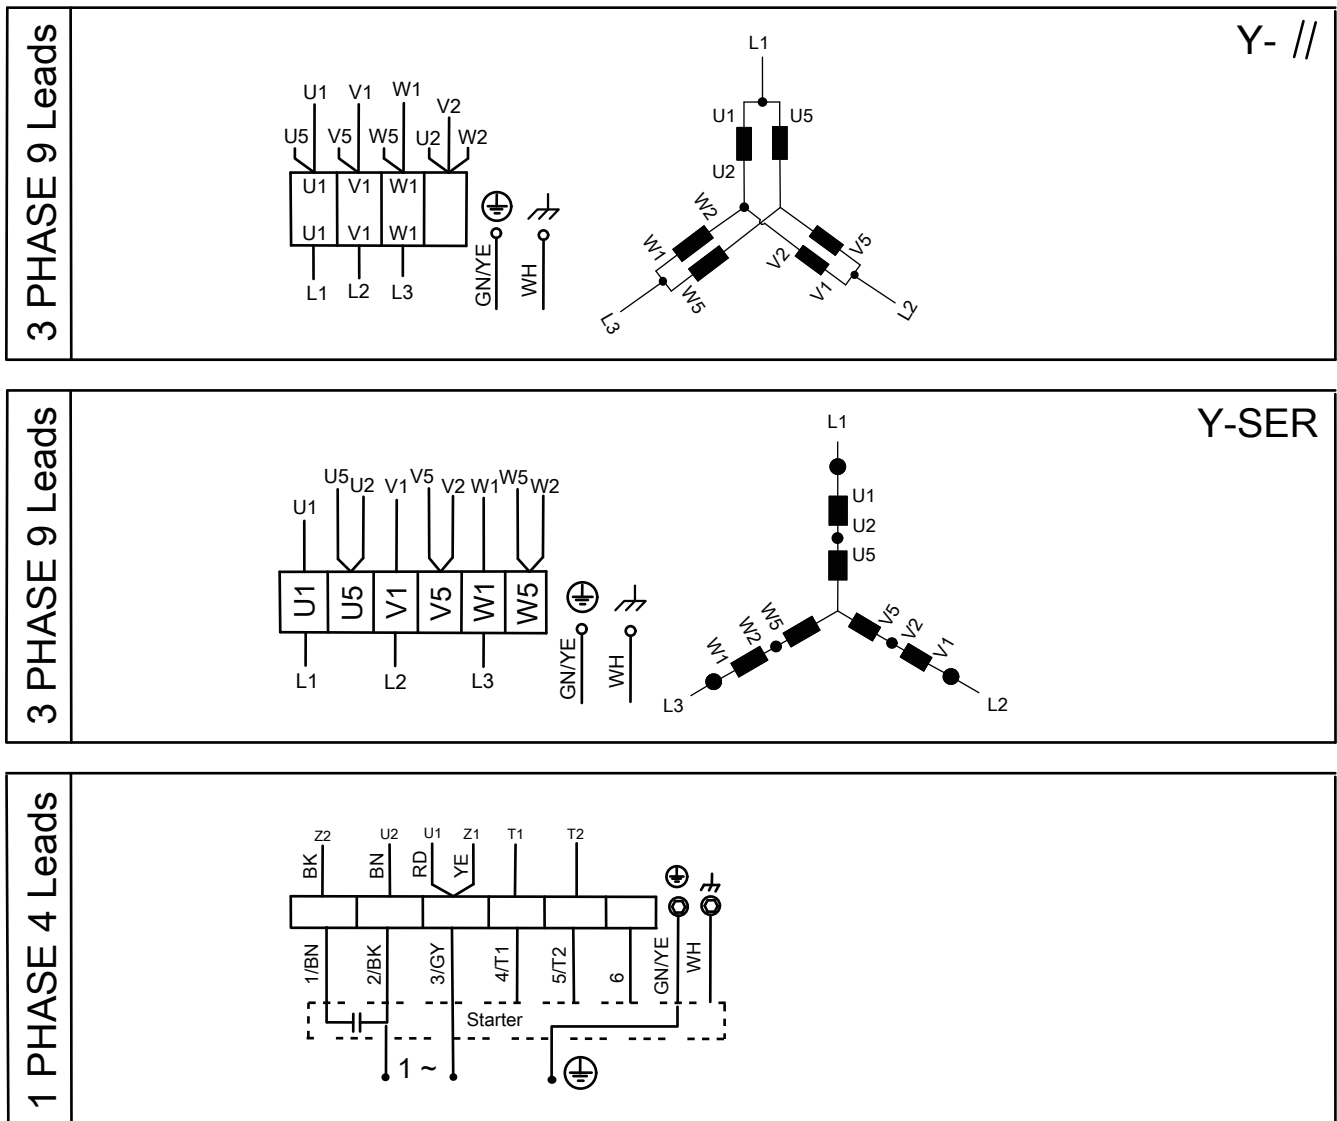 3 PHASE 9 Leads
Y- //
U1 V1 W1 V2
U5 V5 W5 U2 W2
U1 V1 W1
U1 V1 W1
L1 L2 L3
GN/YE WH
L1
U1 U5
U2
W2 V5
W1 V2
W5 V1
L3 L2
3 PHASE 9 Leads
Y-SER
U1 U5 U2 V1 V5 V2 W1 W5 W2
U1 U5 V1 V5 W1 W5
L1 L2 L3
GN/YE WH
L1
U1
U2
U5
W5 V5
W2 V2
W1 V1
L3 L2
1 PHASE 4 Leads
Z2 U2 U1 Z1 T1 T2
BK BN RD YE
1/BN 2/BK 3/GY 4/T1 5/T2 6 GN/YE WH
Starter
1 ~